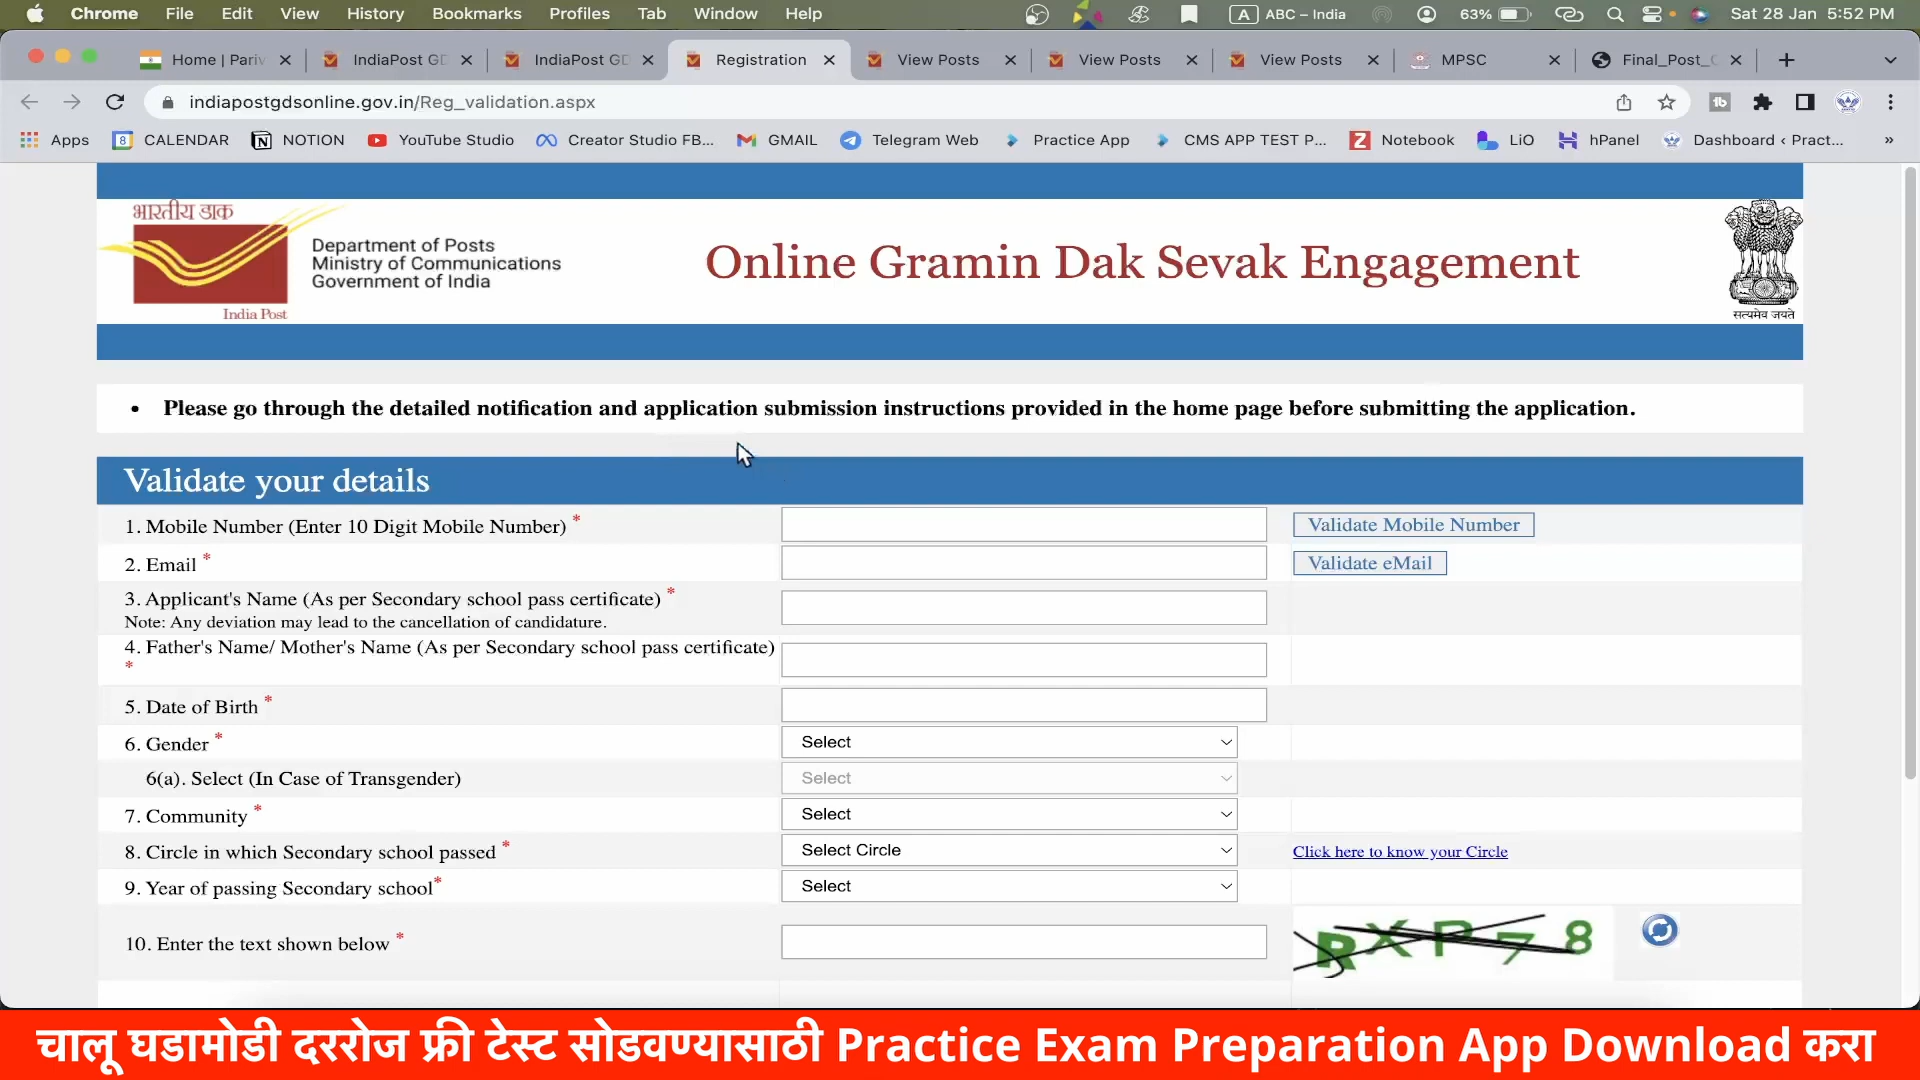 Chrome File Edit View History Bookmarks Profiles Tab Window Help A ABC – India 63% Sat 28 Jan 5:52 PM
Home | Pariv IndiaPost GD IndiaPost GD Registration View Posts View Posts View Posts MPSC Final_Post_C
indiapostgdsonline.gov.in/Reg_validation.aspx
Apps CALENDAR NOTION YouTube Studio Creator Studio FB... GMAIL Telegram Web Practice App CMS APP TEST P... Notebook LiO hPanel Dashboard ‹ Pract... »
भारतीय डाक
Department of Posts
Ministry of Communications
Government of India
India Post
Online Gramin Dak Sevak Engagement
सत्यमेव जयते
• Please go through the detailed notification and application submission instructions provided in the home page before submitting the application.
Validate your details
1. Mobile Number (Enter 10 Digit Mobile Number) * Validate Mobile Number
2. Email * Validate eMail
3. Applicant's Name (As per Secondary school pass certificate) *
Note: Any deviation may lead to the cancellation of candidature.
4. Father's Name/ Mother's Name (As per Secondary school pass certificate)
*
5. Date of Birth *
6. Gender * Select
6(a). Select (In Case of Transgender) Select
7. Community * Select
8. Circle in which Secondary school passed * Select Circle Click here to know your Circle
9. Year of passing Secondary school* Select
10. Enter the text shown below * RXP78
चालू घडामोडी दररोज फ्री टेस्ट सोडवण्यासाठी Practice Exam Preparation App Download करा